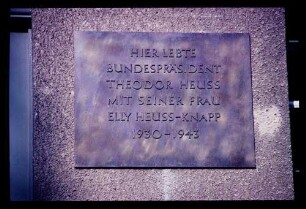 HIER LEBTE
BUNDESPRÄSIDENT
THEODOR HEUSS
MIT SEINER FRAU
ELLY HEUSS-KNAPP
1930-1943